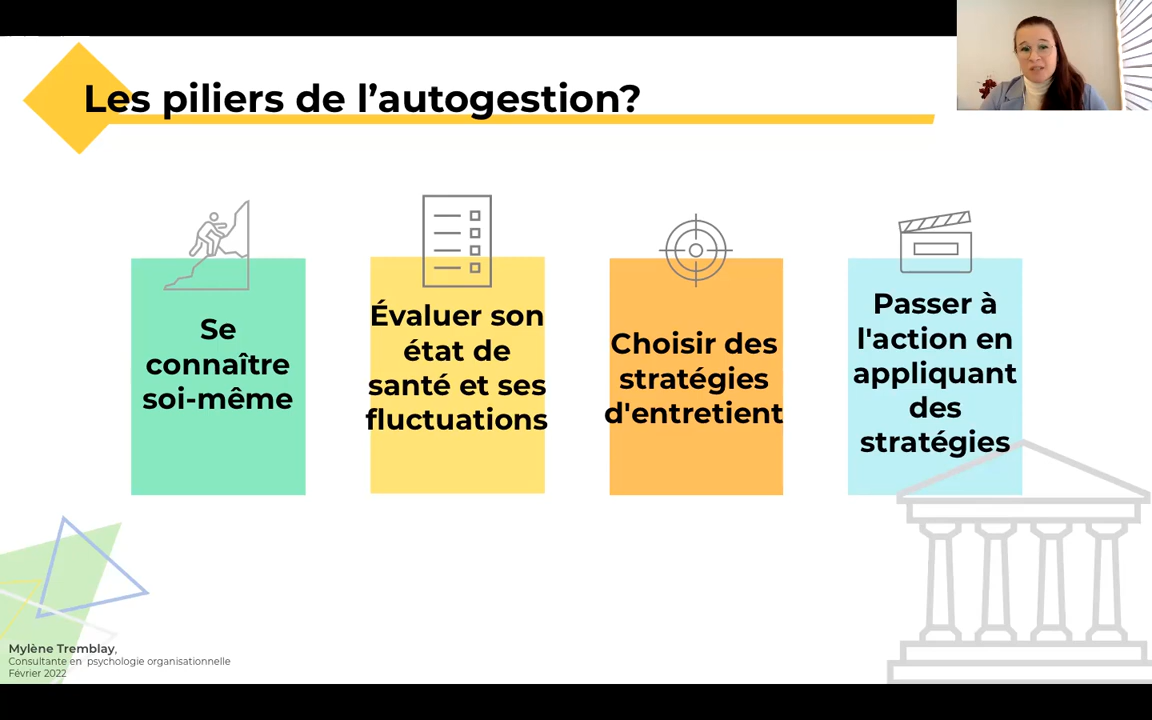 Les piliers de l'autogestion?
Se
connaître
soi-même
Évaluer son
état de
santé et ses
fluctuations
Choisir des
stratégies
d'entretient
Passer à
l'action en
appliquant
des
stratégies
Mylène Tremblay,
Consultante en psychologie organisationnelle
Février 2022